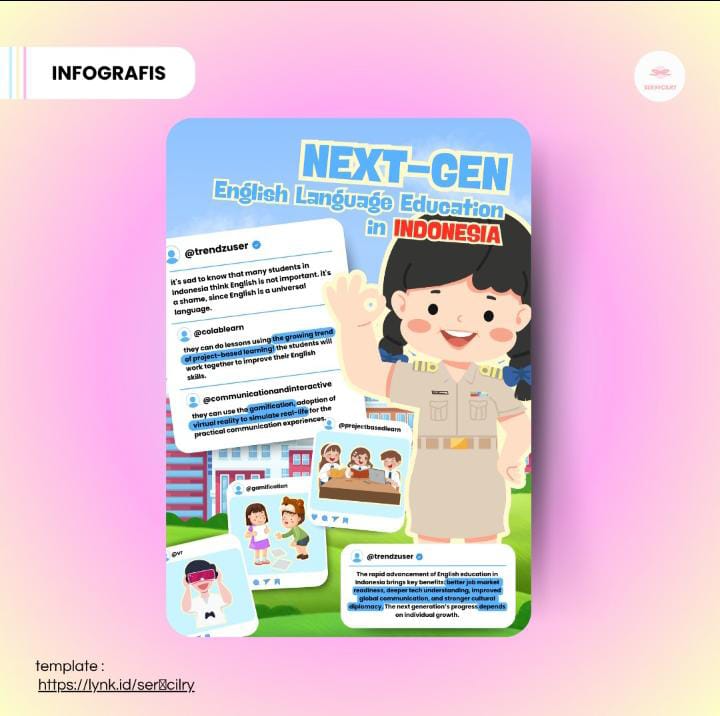 INFOGRAFIS
SER99CILRY
NEXT-GEN
English Language Education
in INDONESIA
@trendzuser
it's sad to know that many students in
indonesia think English is not important. it's
a shame, since English is a universal
language.
@colablearn
they can do lessons using the growing trend
of project-based learning! the students will
work together to improve their English
skills.
@communicationandinteractive
they can use the gamification, adoption of
virtual reality to simulate real-life for the
practical communication experiences.
@projectbasedlearn
@gamification
@vr
@trendzuser
The rapid advancement of English education in
Indonesia brings key benefits: better job market
readiness, deeper tech understanding, improved
global communication, and stronger cultural
diplomacy. The next generation's progress depends
on individual growth.
template :
https://lynk.id/ser☒cilry